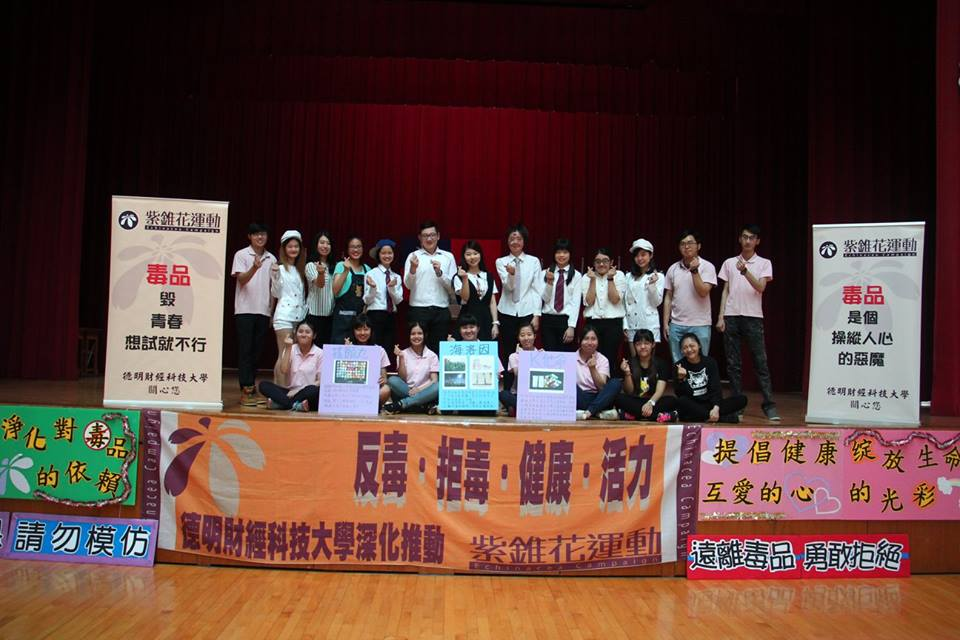 紫錐花運動
Echinacea Campaign
毒品
毀
青春
想試就不行
德明財經科技大學
關心您
紫錐花運動
Echinacea Campaign
毒品
是個
操縱人心
的惡魔
德明財經科技大學
關心您
海洛因
淨化對毒品
的依賴
請勿模仿
反毒·拒毒·健康·活力
德明財經科技大學深化推動
紫錐花運動
Echinacea Campaign
提倡健康 綻放生命
互愛的心 的光彩
遠離毒品 勇敢拒絕